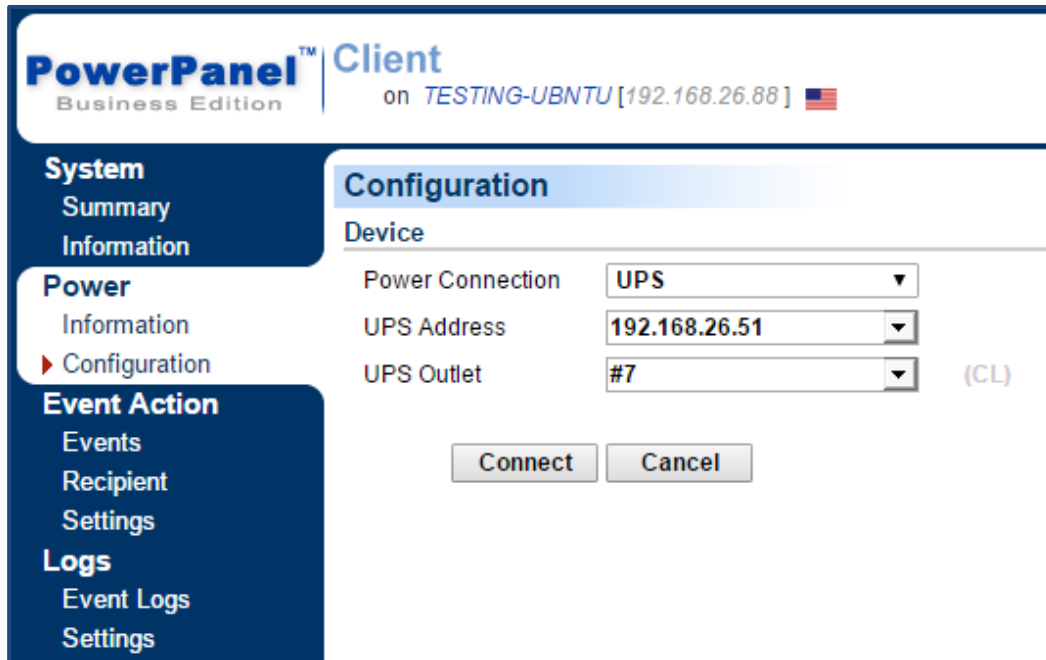 PowerPanel™
Business Edition
Client
on TESTING-UBNTU [192.168.26.88]
System
Summary
Information
Power
Information
Configuration
Event Action
Events
Recipient
Settings
Logs
Event Logs
Settings
Configuration
Device
Power Connection UPS
UPS Address 192.168.26.51
UPS Outlet #7 (CL)
Connect Cancel